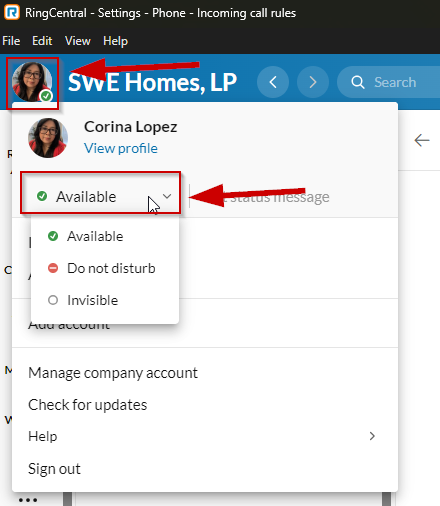 RingCentral - Settings - Phone - Incoming call rules
File Edit View Help
SWE Homes, LP
Search
Corina Lopez
View profile
Available
status message
Available
Do not disturb
Invisible
Add account
Manage company account
Check for updates
Help
Sign out